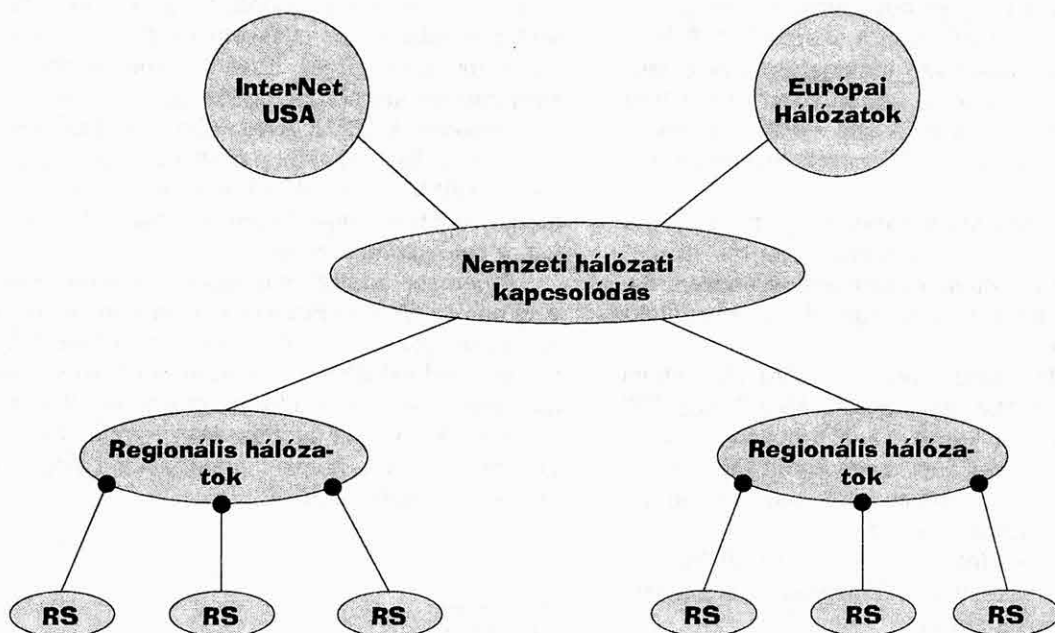 InterNet
USA
Európai
Hálózatok
Nemzeti hálózati
kapcsolódás
Regionális hálóza-
tok
Regionális hálóza-
tok
RS
RS
RS
RS
RS
RS